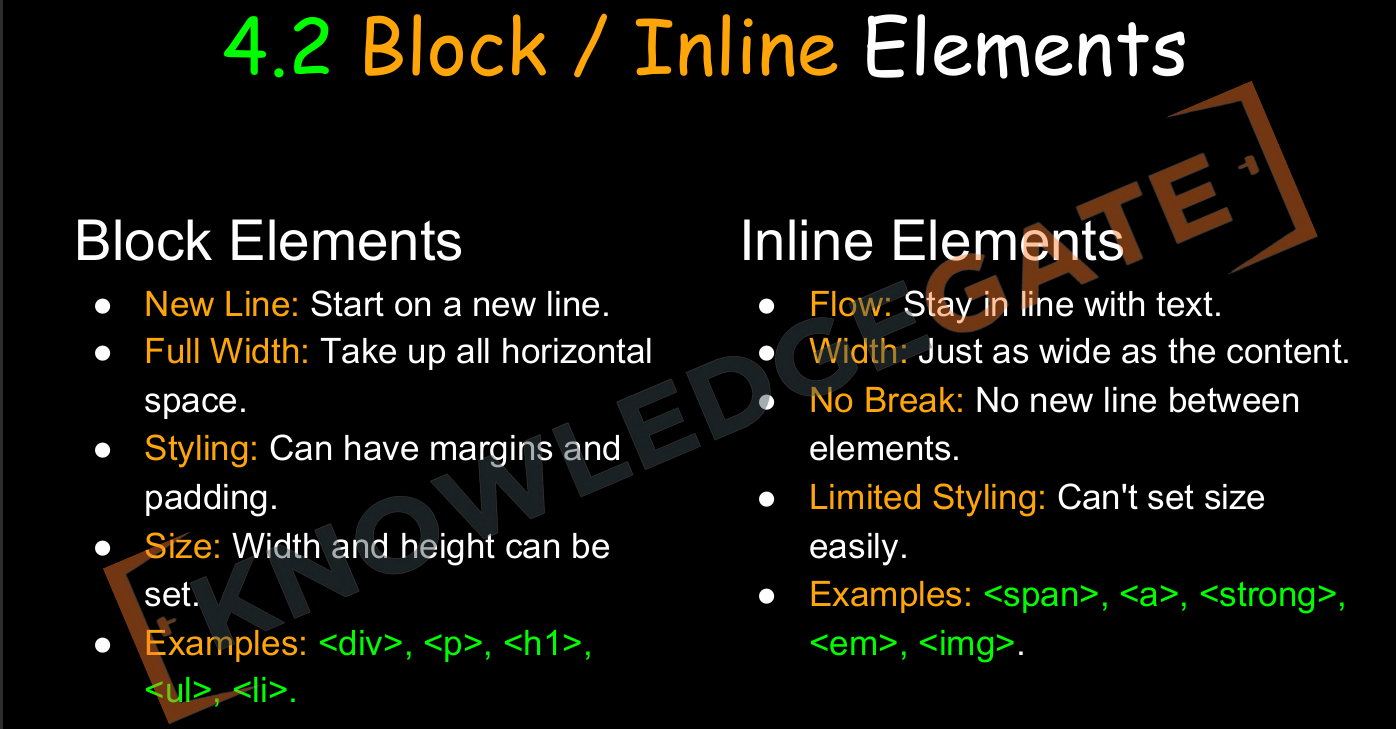 4.2 Block / Inline Elements
Block Elements
● New Line: Start on a new line.
● Full Width: Take up all horizontal
space.
● Styling: Can have margins and
padding.
● Size: Width and height can be
set.
● Examples: <div>, <p>, <h1>,
<ul>, <li>.
Inline Elements
● Flow: Stay in line with text.
● Width: Just as wide as the content.
● No Break: No new line between
elements.
● Limited Styling: Can't set size
easily.
● Examples: <span>, <a>, <strong>,
<em>, <img>.
KNOWLEDGEGATE